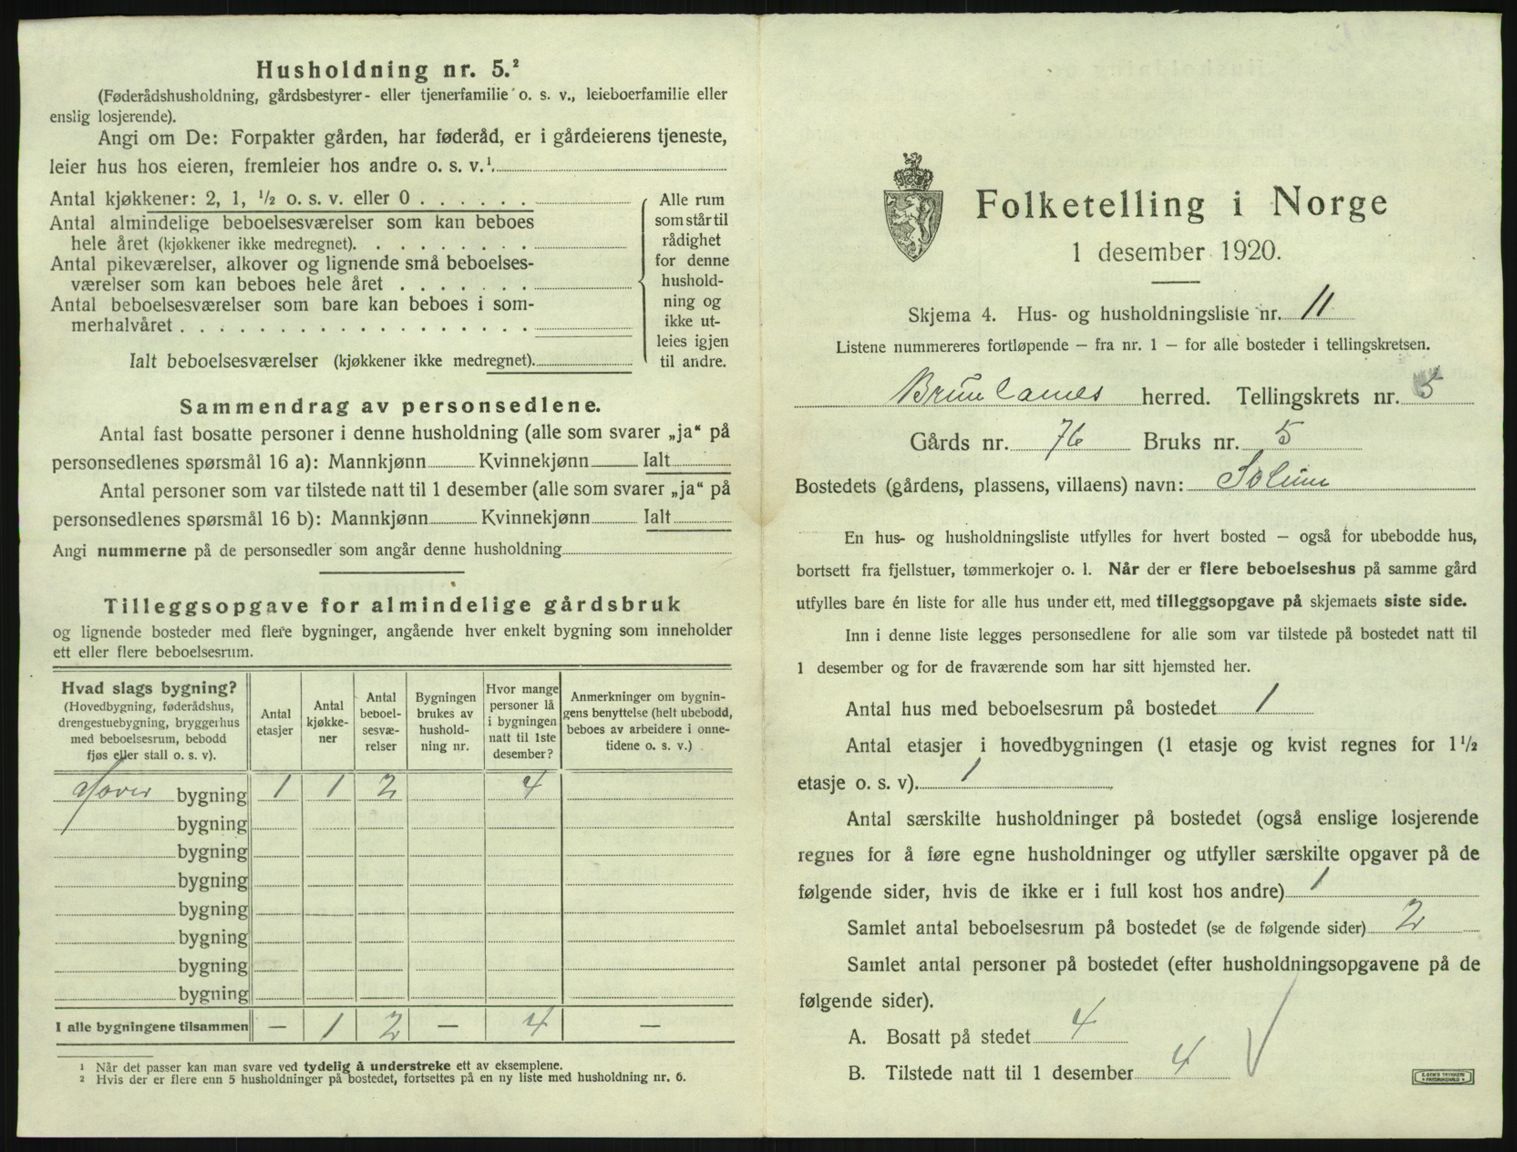 Husholdning nr. 5.²
(Føderådshusholdning, gårdsbestyrer- eller tjenerfamilie o. s. v., leieboerfamilie eller
enslig losjerende).
Angi om De: Forpakter gården, har føderåd, er i gårdeierens tjeneste,
leier hus hos eieren, fremleier hos andre o. s. v.¹
Antal kjøkkener: 2, 1, ½ o. s. v. eller 0
Antal almindelige beboelsesværelser som kan beboes
hele året (kjøkkener ikke medregnet)
Antal pikeværelser, alkover og lignende små beboelses-
værelser som kan beboes hele året
Antal beboelsesværelser som bare kan beboes i som-
merhalvåret
Ialt beboelsesværelser (kjøkkener ikke medregnet)
Alle rum
som står til
rådighet
for denne
hushold-
ning og
ikke ut-
leies igjen
til andre.
Sammendrag av personsedlene.
Antal fast bosatte personer i denne husholdning (alle som svarer „ja“ på
personsedlenes spørsmål 16 a): Mannkjønn Kvinnekjønn Ialt
Antal personer som var tilstede natt til 1 desember (alle som svarer „ja“ på
personsedlenes spørsmål 16 b): Mannkjønn Kvinnekjønn Ialt
Angi nummerne på de personsedler som angår denne husholdning
Tilleggsopgave for almindelige gårdsbruk
og lignende bosteder med flere bygninger, angående hver enkelt bygning som inneholder
ett eller flere beboelsesrum.
Hvad slags bygning?
(Hovedbygning, føderådshus,
drengestuebygning, bryggerhus
med beboelsesrum, bebodd
fjøs eller stall o. s. v).
Antal
etasjer
Antal
kjøkke-
ner
Antal
beboel-
sesvæ-
relser
Bygningen
brukes av
hushold-
ning nr.
Hvor mange
personer lå
i bygningen
natt til 1ste
desember?
Anmerkninger om bygnin-
gens benyttelse (helt ubebodd,
beboes av arbeidere i onne-
tidene o. s. v.)
bygning 1 1 2 4
bygning
bygning
bygning
bygning
bygning
bygning
bygning
I alle bygningene tilsammen — 1 2 — 4 —
¹ Når det passer kan man svare ved tydelig å understreke ett av eksemplene.
² Hvis der er flere enn 5 husholdninger på bostedet, fortsettes på en ny liste med husholdning nr. 6.
Folketelling i Norge
1 desember 1920.
Skjema 4. Hus- og husholdningsliste nr. 11
Listene nummereres fortløpende — fra nr. 1 — for alle bosteder i tellingskretsen.
Brunlanes herred. Tellingskrets nr. 5
Gårds nr. 76 Bruks nr. 5
Bostedets (gårdens, plassens, villaens) navn: Solum
En hus- og husholdningsliste utfylles for hvert bosted — også for ubebodde hus,
bortsett fra fjellstuer, tømmerkojer o. l. Når der er flere beboelseshus på samme gård
utfylles bare én liste for alle hus under ett, med tilleggsopgave på skjemaets siste side.
Inn i denne liste legges personsedlene for alle som var tilstede på bostedet natt til
1 desember og for de fraværende som har sitt hjemsted her.
Antal hus med beboelsesrum på bostedet 1
Antal etasjer i hovedbygningen (1 etasje og kvist regnes for 1½
etasje o. s. v). 1
Antal særskilte husholdninger på bostedet (også enslige losjerende
regnes for å føre egne husholdninger og utfyller særskilte opgaver på de
følgende sider, hvis de ikke er i full kost hos andre) 1
Samlet antal beboelsesrum på bostedet (se de følgende sider) 2
Samlet antal personer på bostedet (efter husholdningsopgavene på de
følgende sider).
A. Bosatt på stedet 4
B. Tilstede natt til 1 desember 4